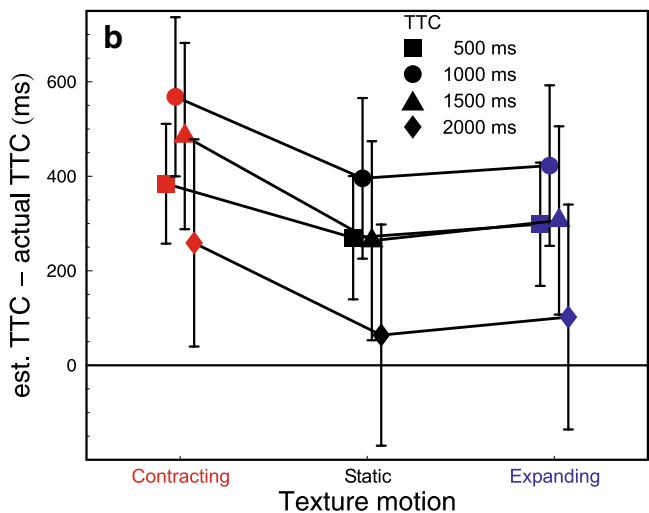 b
TTC
500 ms
1000 ms
1500 ms
2000 ms
est. TTC − actual TTC (ms)
600
400
200
0
Contracting Static Expanding
Texture motion